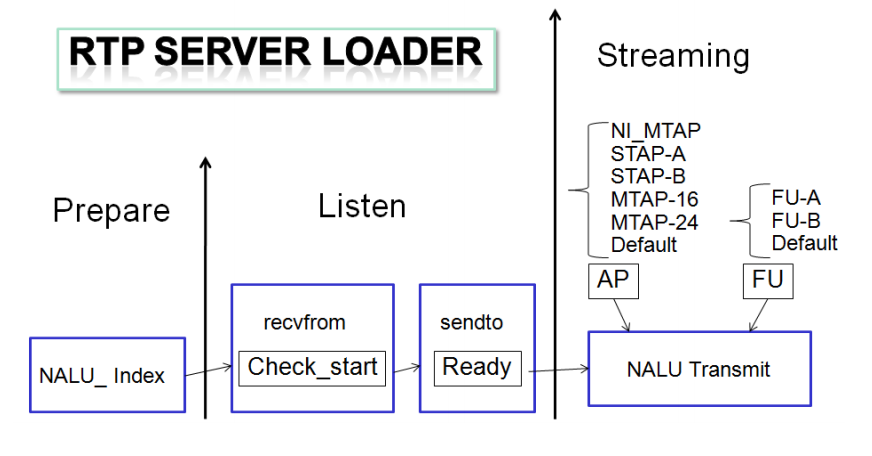 RTP SERVER LOADER
Streaming
Prepare
Listen
NI_MTAP
STAP-A
STAP-B
MTAP-16
MTAP-24
Default
FU-A
FU-B
Default
AP
FU
NALU_ Index
recvfrom
Check_start
sendto
Ready
NALU Transmit